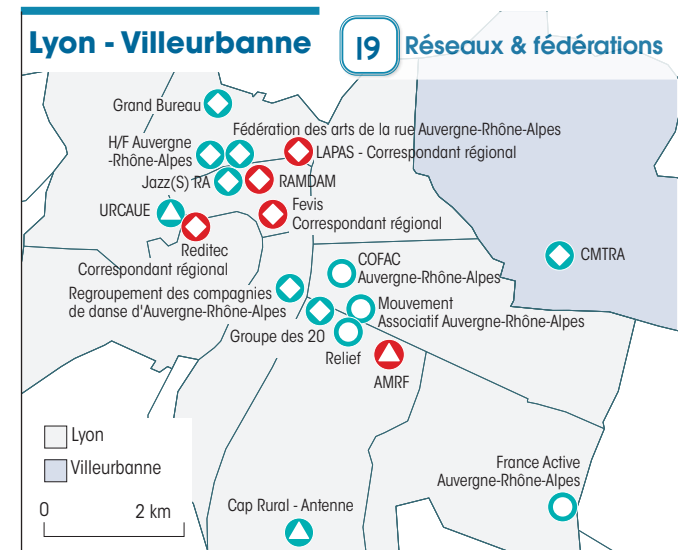 Lyon - Villeurbanne
19 Réseaux & fédérations
Grand Bureau
Fédération des arts de la rue Auvergne-Rhône-Alpes
H/F Auvergne
-Rhône-Alpes
LAPAS - Correspondant régional
Jazz(S) RA
RAMDAM
URCAUE
Fevis
Correspondant régional
Reditec
Correspondant régional
CMTRA
COFAC
Auvergne-Rhône-Alpes
Regroupement des compagnies
de danse d'Auvergne-Rhône-Alpes
Mouvement
Associatif Auvergne-Rhône-Alpes
Groupe des 20
Relief
AMRF
Lyon
Villeurbanne
0 2 km
France Active
Auvergne-Rhône-Alpes
Cap Rural - Antenne